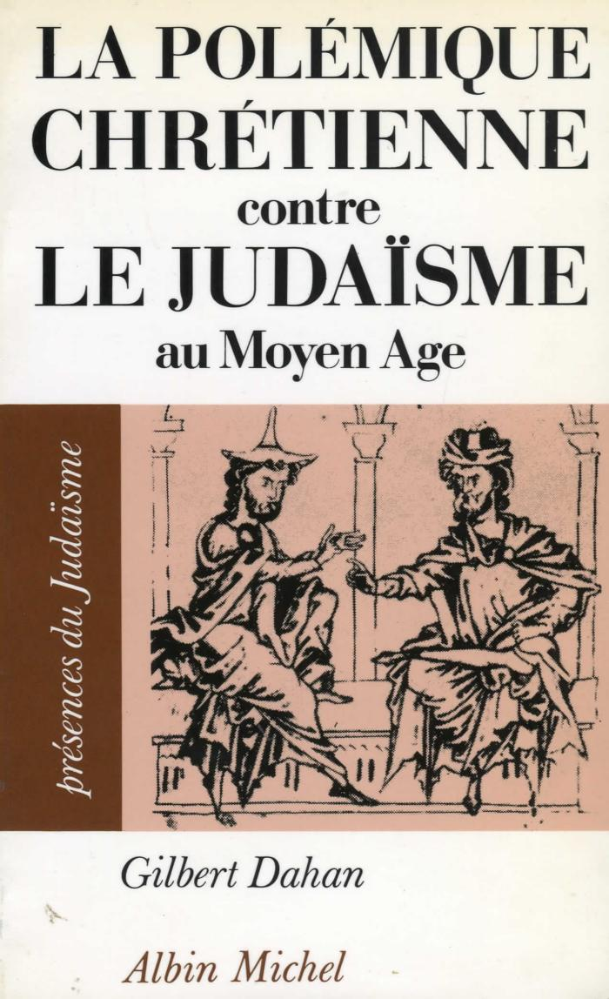 LA POLÉMIQUE
CHRÉTIENNE
contre
LE JUDAÏSME
au Moyen Age
présences du Judaïsme
Gilbert Dahan
Albin Michel